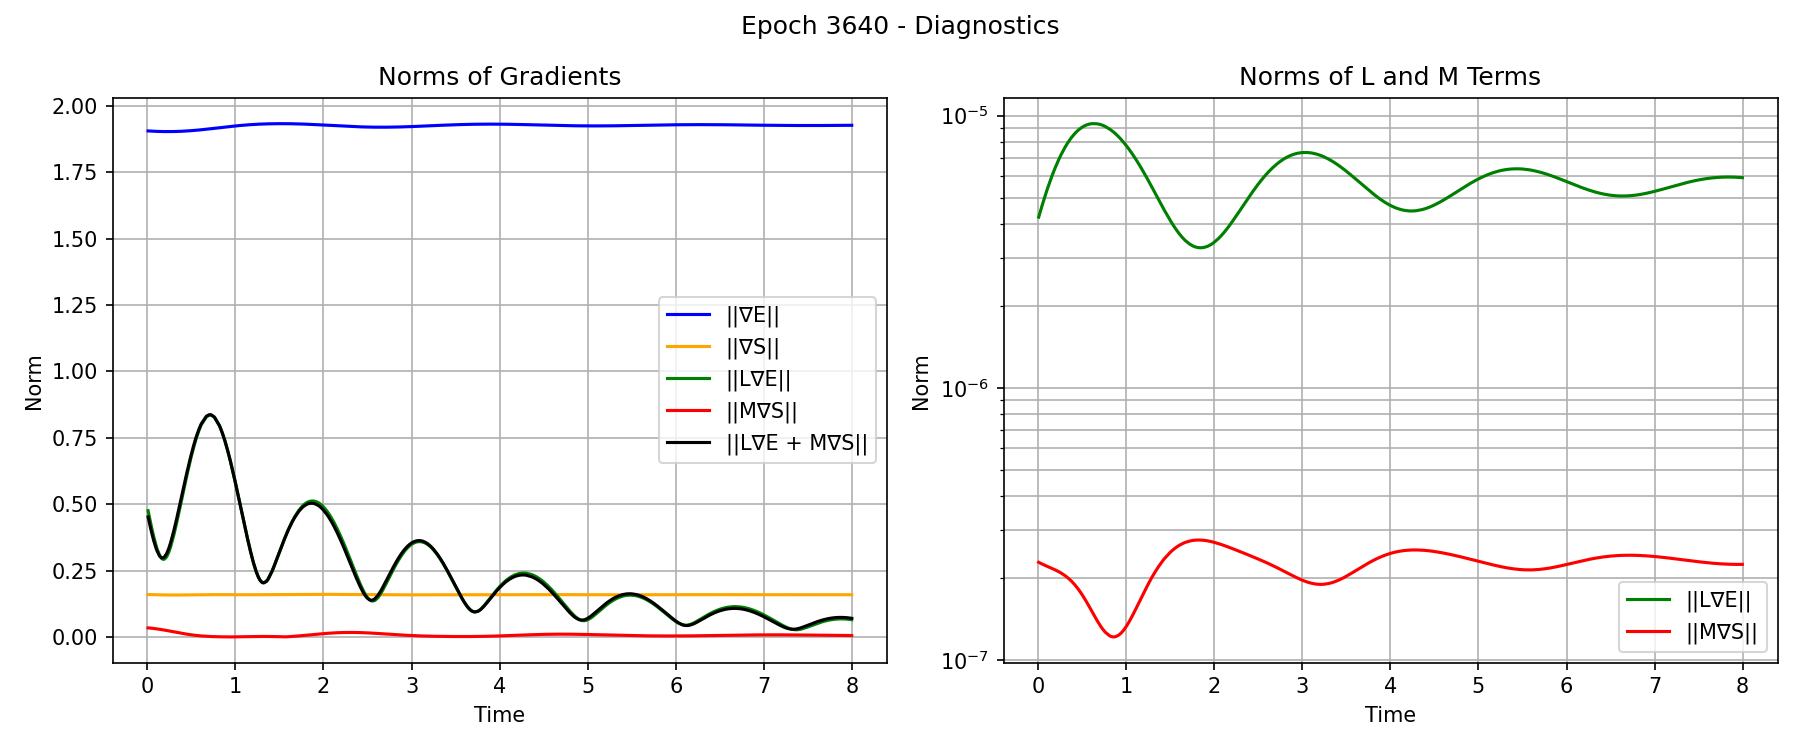 Epoch 3640 - Diagnostics
Norms of Gradients
2.00
1.75
1.50
1.25
1.00
0.75
0.50
0.25
0.00
Norm
0 1 2 3 4 5 6 7 8
Time
||∇E||
||∇S||
||L∇E||
||M∇S||
||L∇E + M∇S||
Norms of L and M Terms
10⁻⁵
10⁻⁶
10⁻⁷
Norm
0 1 2 3 4 5 6 7 8
Time
||L∇E||
||M∇S||